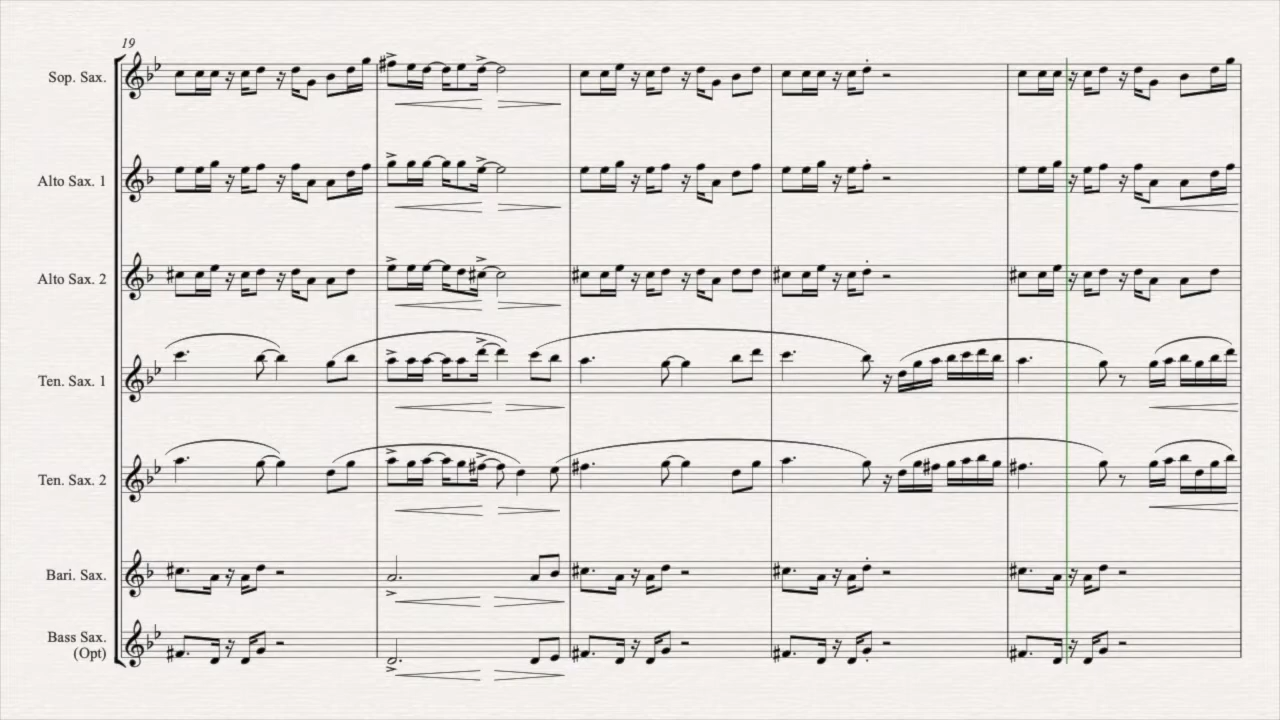 19
Sop. Sax.
Alto Sax. 1
Alto Sax. 2
Ten. Sax. 1
Ten. Sax. 2
Bari. Sax.
Bass Sax.
(Opt)